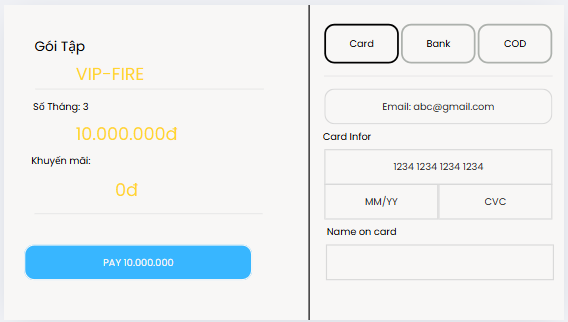 Gói Tập
VIP-FIRE
Số Tháng: 3
10.000.000đ
Khuyến mãi:
0đ
PAY 10.000.000
Card
Bank
COD
Email: abc@gmail.com
Card Infor
1234 1234 1234 1234
MM/YY
CVC
Name on card